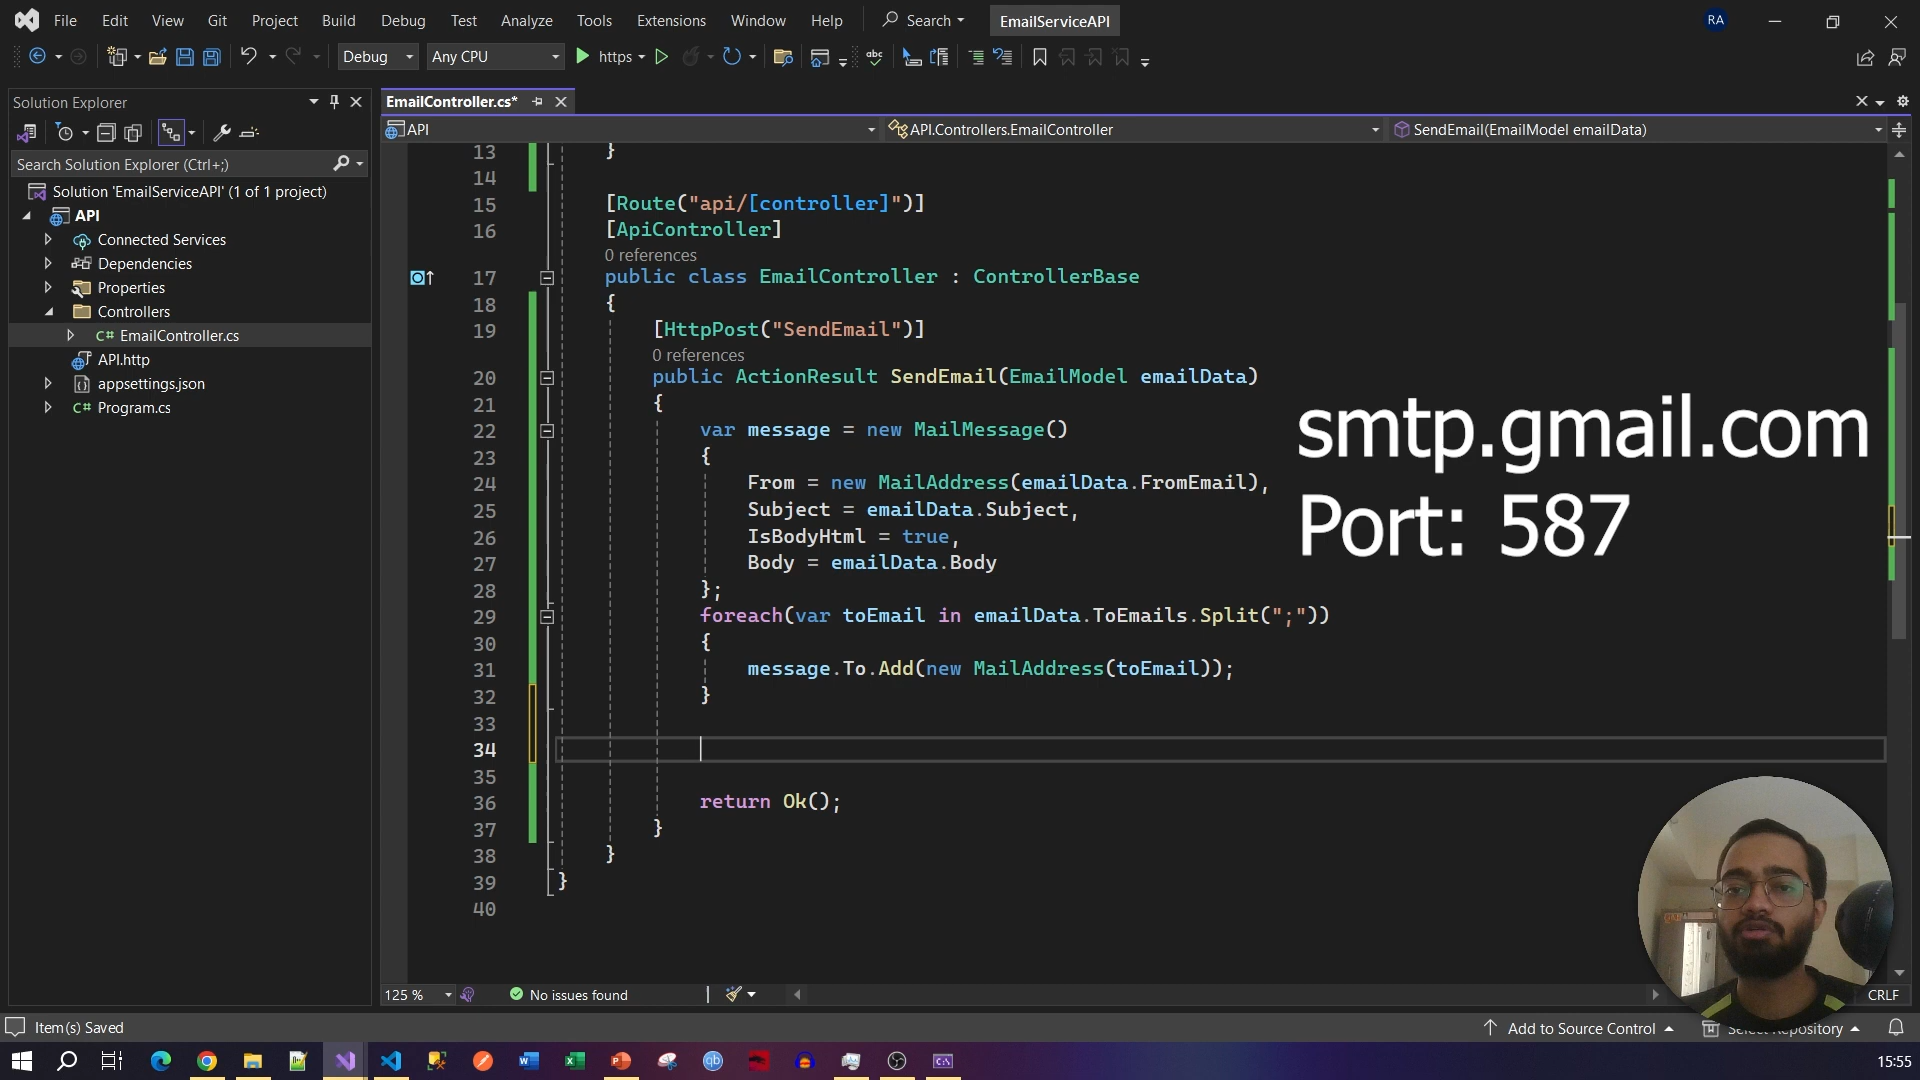 File Edit View Git Project Build Debug Test Analyze Tools Extensions Window Help Search EmailServiceAPI RA
Debug Any CPU https
Solution Explorer
Search Solution Explorer (Ctrl+;)
Solution 'EmailServiceAPI' (1 of 1 project)
API
Connected Services
Dependencies
Properties
Controllers
C# EmailController.cs
API.http
appsettings.json
C# Program.cs
EmailController.cs*
API API.Controllers.EmailController SendEmail(EmailModel emailData)
13 }
14
15 [Route("api/[controller]")]
16 [ApiController]
0 references
17 public class EmailController : ControllerBase
18 {
19 [HttpPost("SendEmail")]
0 references
20 public ActionResult SendEmail(EmailModel emailData)
21 {
22 var message = new MailMessage()
23 {
24 From = new MailAddress(emailData.FromEmail),
25 Subject = emailData.Subject,
26 IsBodyHtml = true,
27 Body = emailData.Body
28 };
29 foreach(var toEmail in emailData.ToEmails.Split(";"))
30 {
31 message.To.Add(new MailAddress(toEmail));
32 }
33
34
35
36 return Ok();
37 }
38 }
39 }
40
smtp.gmail.com
Port: 587
125 % No issues found CRLF
Item(s) Saved Add to Source Control Select Repository
15:55